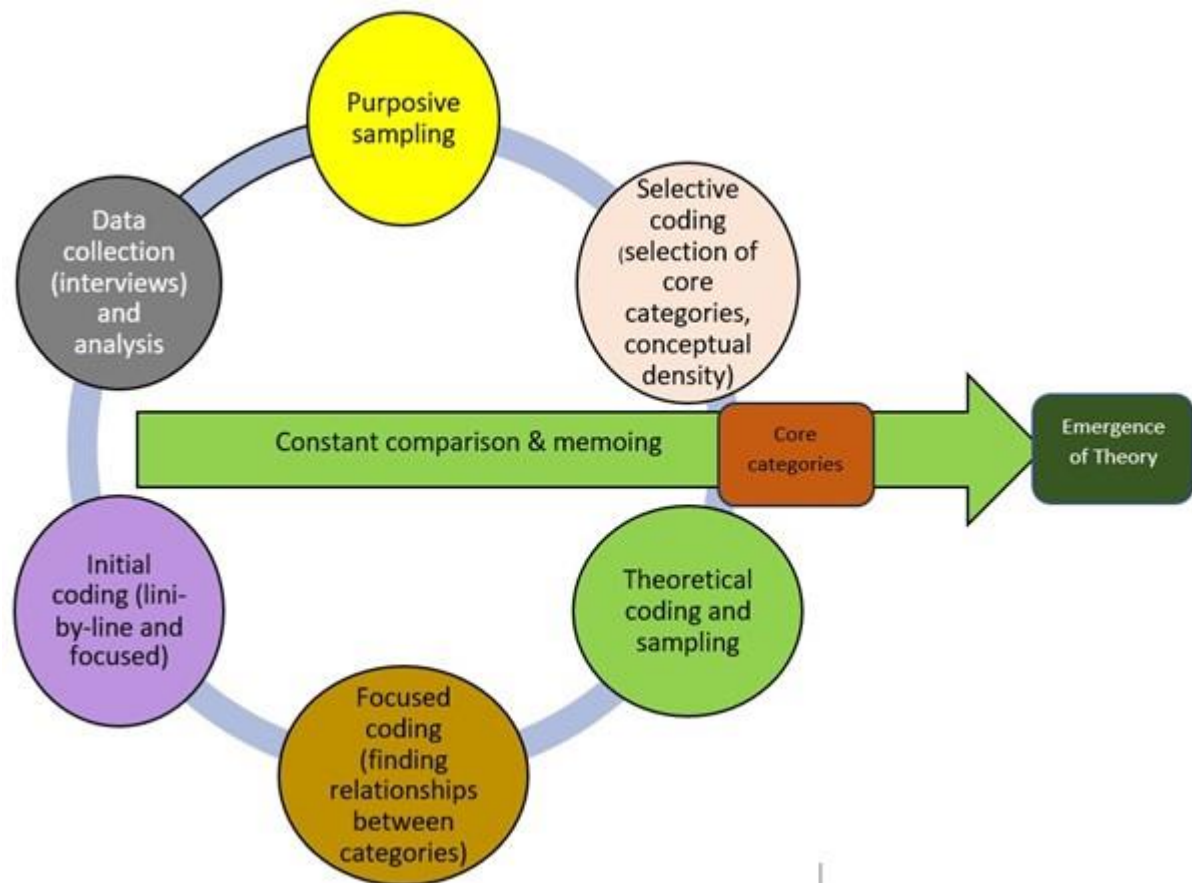 Purposive
sampling
Selective
coding
(selection of
core
categories,
conceptual
density)
Data
collection
(interviews)
and
analysis
Constant comparison & memoing
Core
categories
Emergence
of Theory
Initial
coding (lini-
by-line and
focused)
Theoretical
coding and
sampling
Focused
coding
(finding
relationships
between
categories)